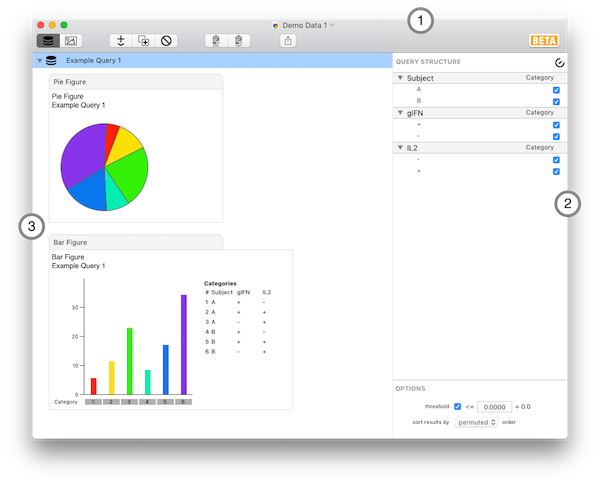 Demo Data 1
1
BETA
Example Query 1
QUERY STRUCTURE
Pie Figure
Subject Category
Pie Figure
A
Example Query 1
B
gIFN Category
+
-
IL2 Category
-
+
2
3
Bar Figure
Bar Figure
Example Query 1
Categories
# Subject gIFN IL2
1 A + -
2 A + +
3 A - +
4 B + -
5 B + +
6 B - +
30
20
10
0
Category 1 2 3 4 5 6
OPTIONS
threshold <= 0.0000 = 0.0
sort results by permuted order